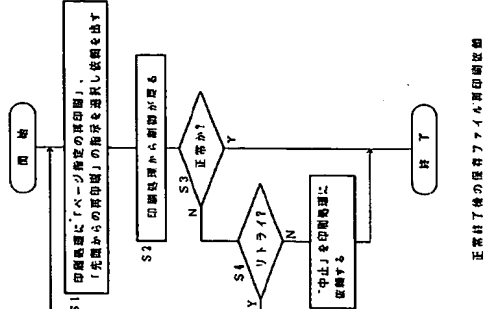 開始
S1
印刷処理に「ページ指定の再印刷」、
「先頭からの再印刷」の指示を選択し依頼を出す
S2
印刷処理から制御が戻る
S3
正常か?
N
Y
S4
リトライ?
Y
N
"中止"を印刷処理に
依頼する
終了
正常終了後の保存ファイル再印刷依頼